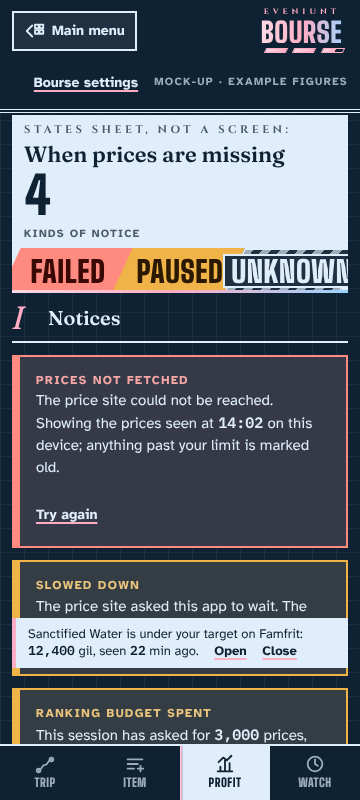 Main menu
EVENIUNT
BOURSE
Bourse settings
MOCK-UP · EXAMPLE FIGURES
STATES SHEET, NOT A SCREEN:
When prices are missing
4
KINDS OF NOTICE
FAILED
PAUSED
UNKNOWN
I
Notices
PRICES NOT FETCHED
The price site could not be reached.
Showing the prices seen at 14:02 on this
device; anything past your limit is marked
old.
Try again
SLOWED DOWN
The price site asked this app to wait. The
Sanctified Water is under your target on Famfrit:
12,400 gil, seen 22 min ago. Open Close
RANKING BUDGET SPENT
This session has asked for 3,000 prices,
TRIP
ITEM
PROFIT
WATCH